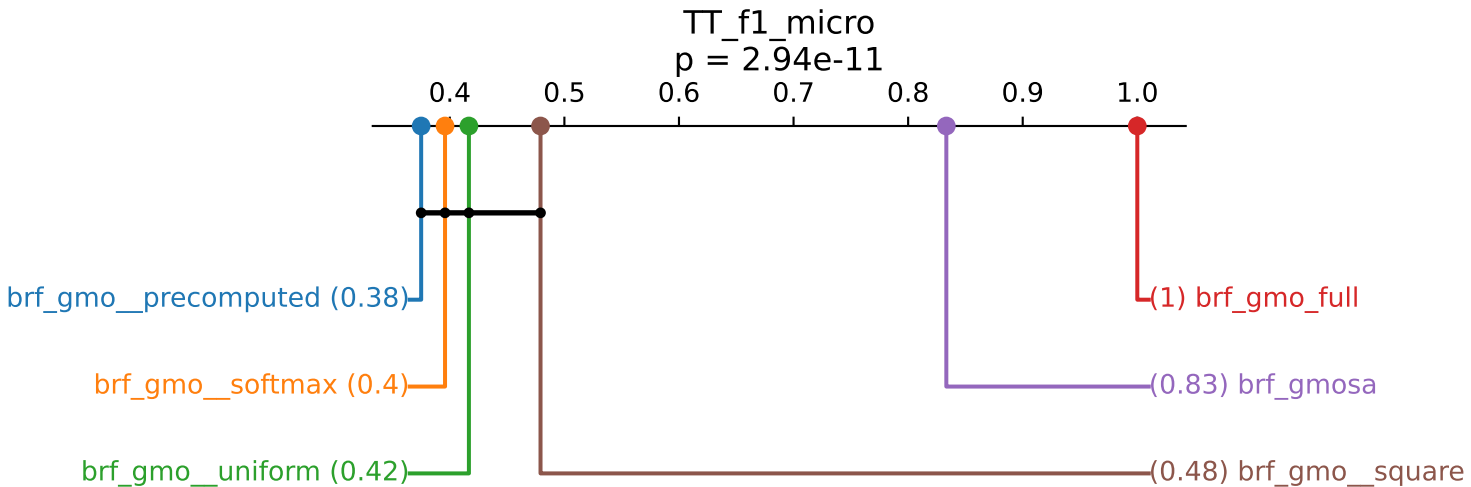 TT_f1_micro
p = 2.94e-11
0.4 0.5 0.6 0.7 0.8 0.9 1.0
brf_gmo__precomputed (0.38) (1) brf_gmo_full
brf_gmo__softmax (0.4) (0.83) brf_gmosa
brf_gmo__uniform (0.42) (0.48) brf_gmo__square